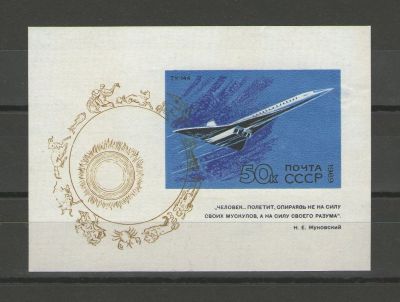 ТУ-144
50к
ПОЧТА
СССР
1969
„ЧЕЛОВЕК... ПОЛЕТИТ, ОПИРАЯСЬ НЕ НА СИЛУ
СВОИХ МУСКУЛОВ, А НА СИЛУ СВОЕГО РАЗУМА".
Н. Е. Жуковский